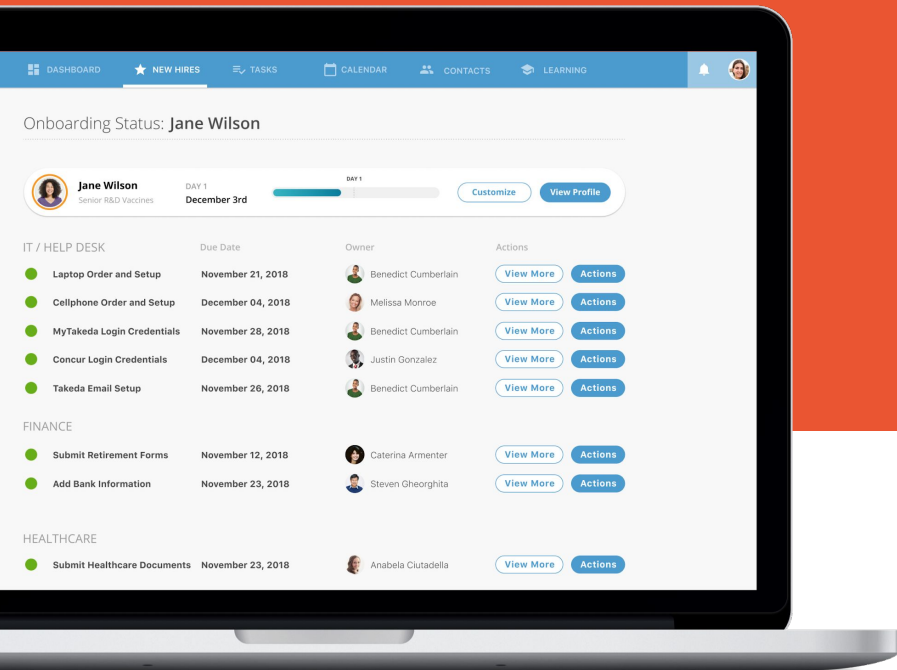 DASHBOARD NEW HIRES TASKS CALENDAR CONTACTS LEARNING
Onboarding Status: Jane Wilson
DAY 1
Jane Wilson DAY 1 Customize View Profile
Senior R&D Vaccines December 3rd
IT / HELP DESK Due Date Owner Actions
Laptop Order and Setup November 21, 2018 Benedict Cumberlain View More Actions
Cellphone Order and Setup December 04, 2018 Melissa Monroe View More Actions
MyTakeda Login Credentials November 28, 2018 Benedict Cumberlain View More Actions
Concur Login Credentials December 04, 2018 Justin Gonzalez View More Actions
Takeda Email Setup November 26, 2018 Benedict Cumberlain View More Actions
FINANCE
Submit Retirement Forms November 12, 2018 Caterina Armenter View More Actions
Add Bank Information November 23, 2018 Steven Gheorghita View More Actions
HEALTHCARE
Submit Healthcare Documents November 23, 2018 Anabela Ciutadella View More Actions